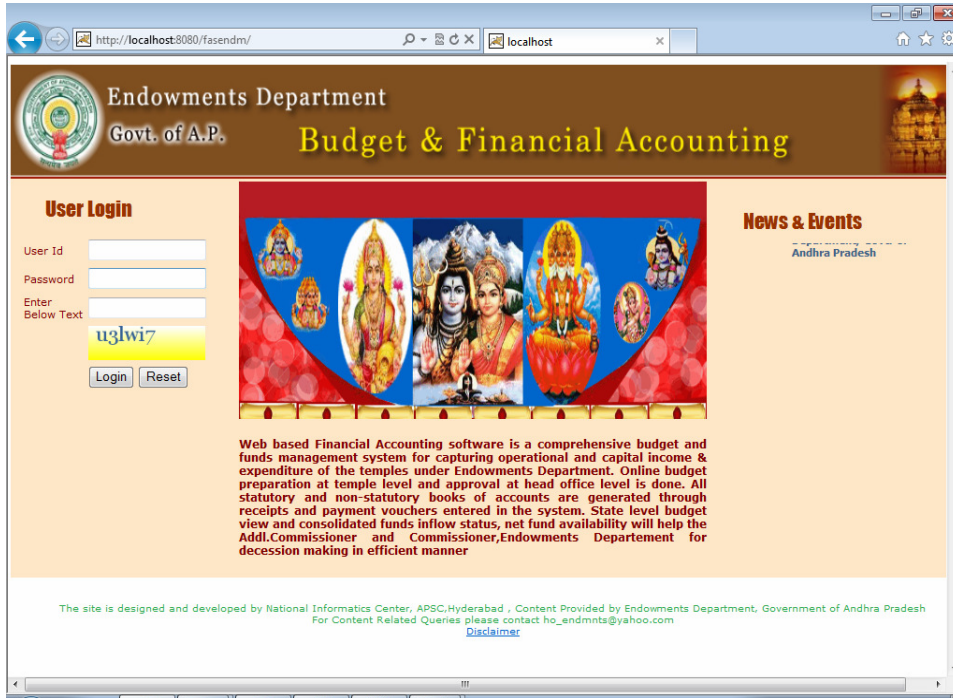 http://localhost:8080/fasendm/
localhost
Endowments Department
Govt. of A.P.
Budget & Financial Accounting
User Login
User Id
Password
Enter
Below Text
u3lwi7
Login Reset
News & Events
Andhra Pradesh
Web based Financial Accounting software is a comprehensive budget and
funds management system for capturing operational and capital income &
expenditure of the temples under Endowments Department. Online budget
preparation at temple level and approval at head office level is done. All
statutory and non-statutory books of accounts are generated through
receipts and payment vouchers entered in the system. State level budget
view and consolidated funds inflow status, net fund availability will help the
Addl.Commissioner and Commissioner,Endowments Departement for
decession making in efficient manner
The site is designed and developed by National Informatics Center, APSC,Hyderabad , Content Provided by Endowments Department, Government of Andhra Pradesh
For Content Related Queries please contact ho_endmnts@yahoo.com
Disclaimer